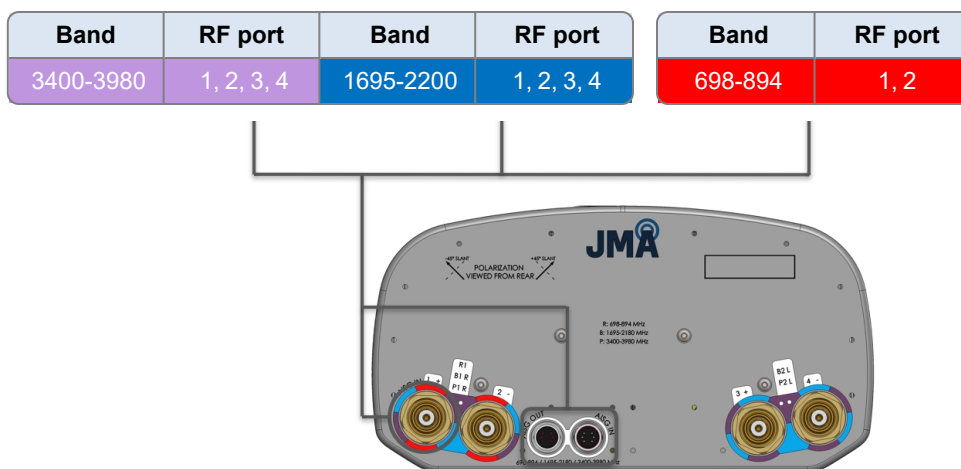 Band RF port Band RF port Band RF port
3400-3980 1, 2, 3, 4 1695-2200 1, 2, 3, 4 698-894 1, 2
JMA
-45° SLANT +45° SLANT
POLARIZATION
VIEWED FROM REAR
R: 698-894 MHz
B: 1695-2180 MHz
P: 3400-3980 MHz
R1
B1 R
P1 R
1 +
2 -
B2 L
P2 L
3 +
4 -
OUT
AISG IN